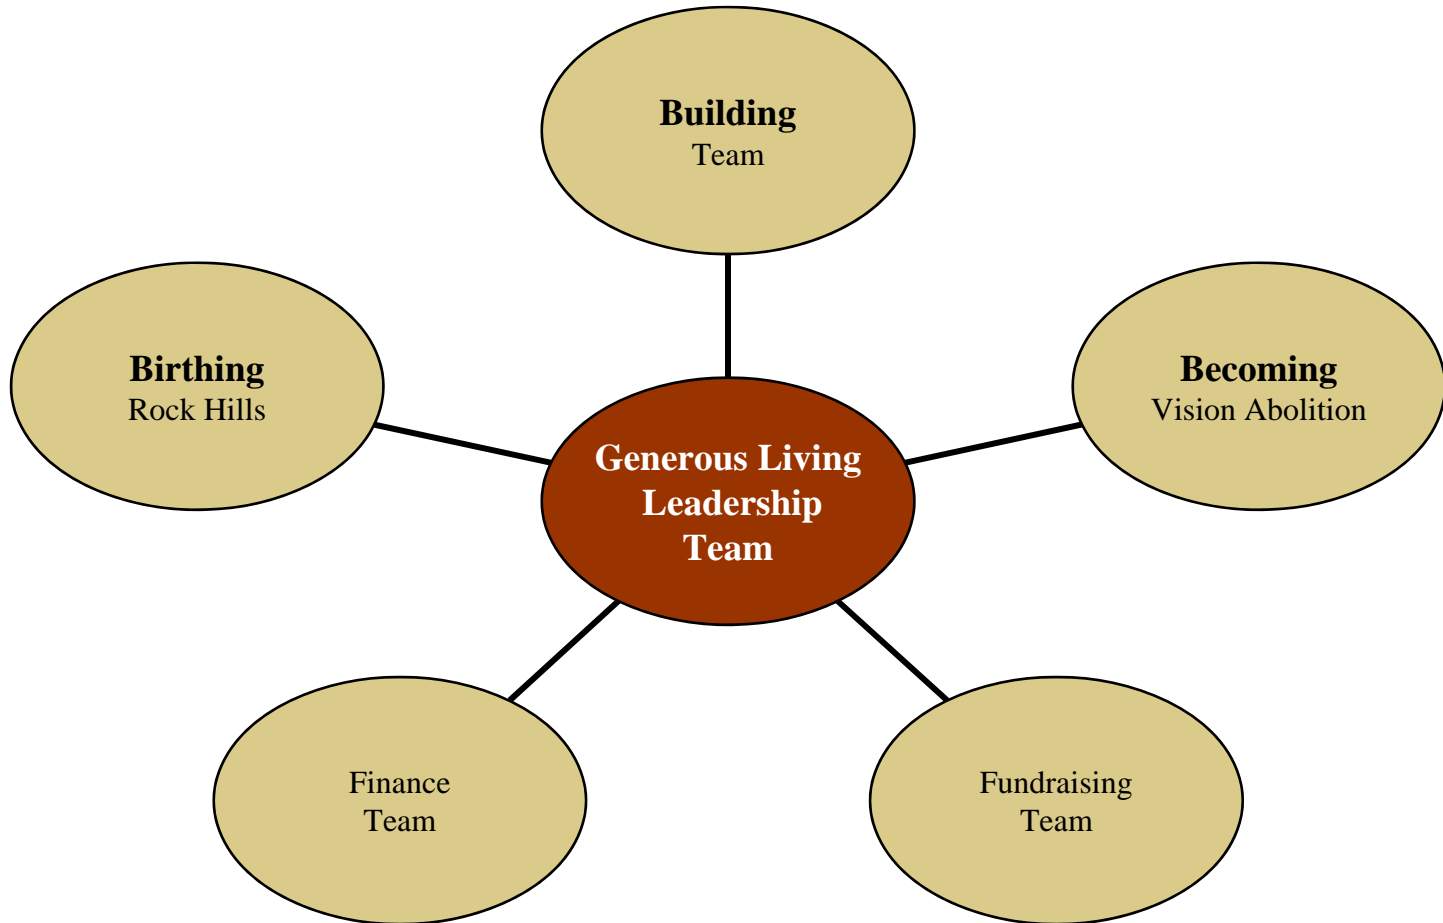 Building
Team
Birthing
Rock Hills
Becoming
Vision Abolition
Generous Living
Leadership
Team
Finance
Team
Fundraising
Team